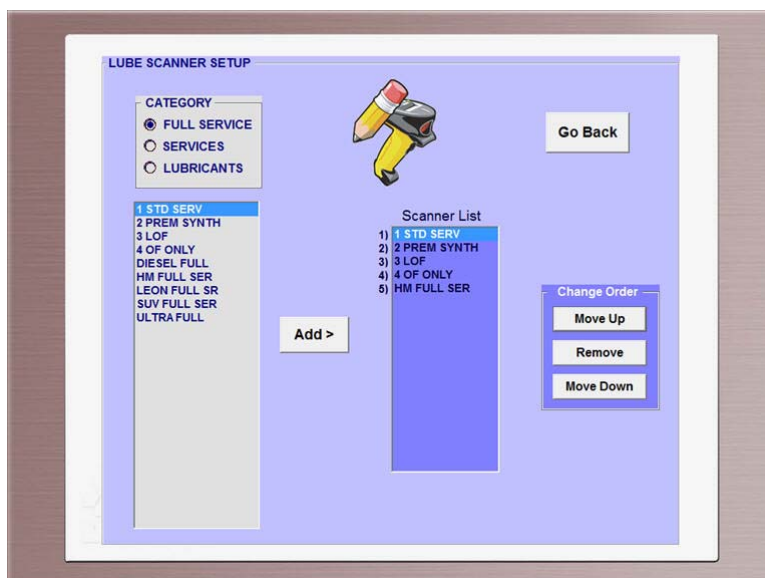 LUBE SCANNER SETUP
CATEGORY
FULL SERVICE
SERVICES
LUBRICANTS
Go Back
1 STD SERV
2 PREM SYNTH
3 LOF
4 OF ONLY
DIESEL FULL
HM FULL SER
LEON FULL SR
SUV FULL SER
ULTRA FULL
Add >
Scanner List
1) 1 STD SERV
2) 2 PREM SYNTH
3) 3 LOF
4) 4 OF ONLY
5) HM FULL SER
Change Order
Move Up
Remove
Move Down